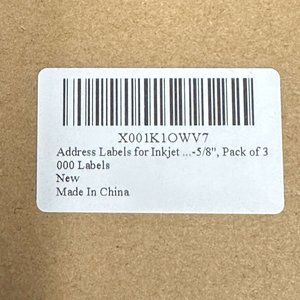 X001K1OWV7
Address Labels for Inkjet ...-5/8", Pack of 3
000 Labels
New
Made In China